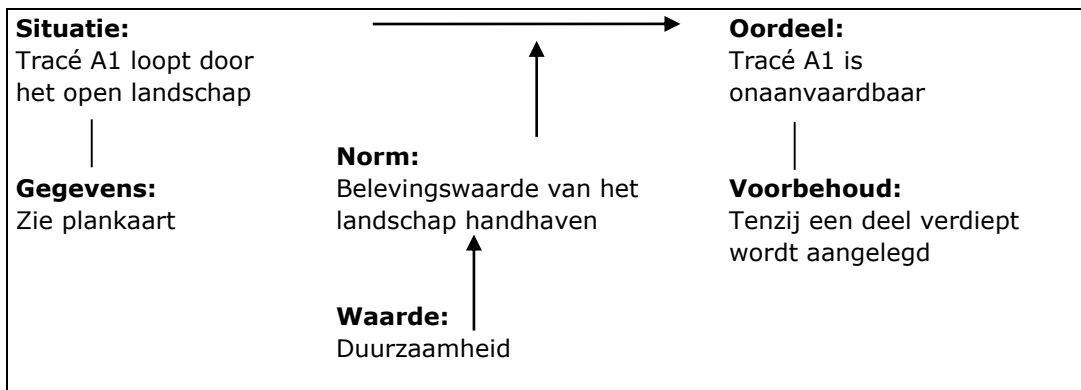 Situatie:
Tracé A1 loopt door
het open landschap
Gegevens:
Zie plankaart
Norm:
Belevingswaarde van het
landschap handhaven
Waarde:
Duurzaamheid
Oordeel:
Tracé A1 is
onaanvaardbaar
Voorbehoud:
Tenzij een deel verdiept
wordt aangelegd